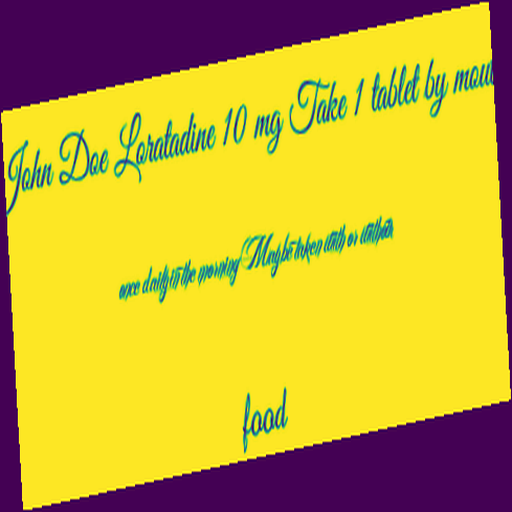 John Doe Loratadine 10 mg Take 1 tablet by mou
once daily in the morning May be taken with or without
food